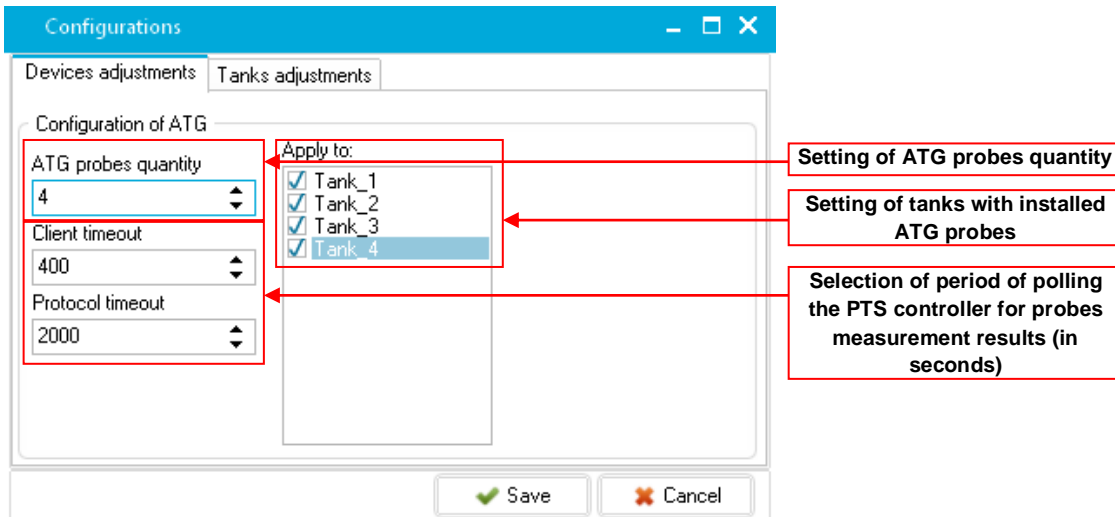 Configurations
Devices adjustments
Tanks adjustments
Configuration of ATG
ATG probes quantity
4
Client timeout
400
Protocol timeout
2000
Apply to:
Tank_1
Tank_2
Tank_3
Tank_4
Save
Cancel
Setting of ATG probes quantity
Setting of tanks with installed
ATG probes
Selection of period of polling
the PTS controller for probes
measurement results (in
seconds)